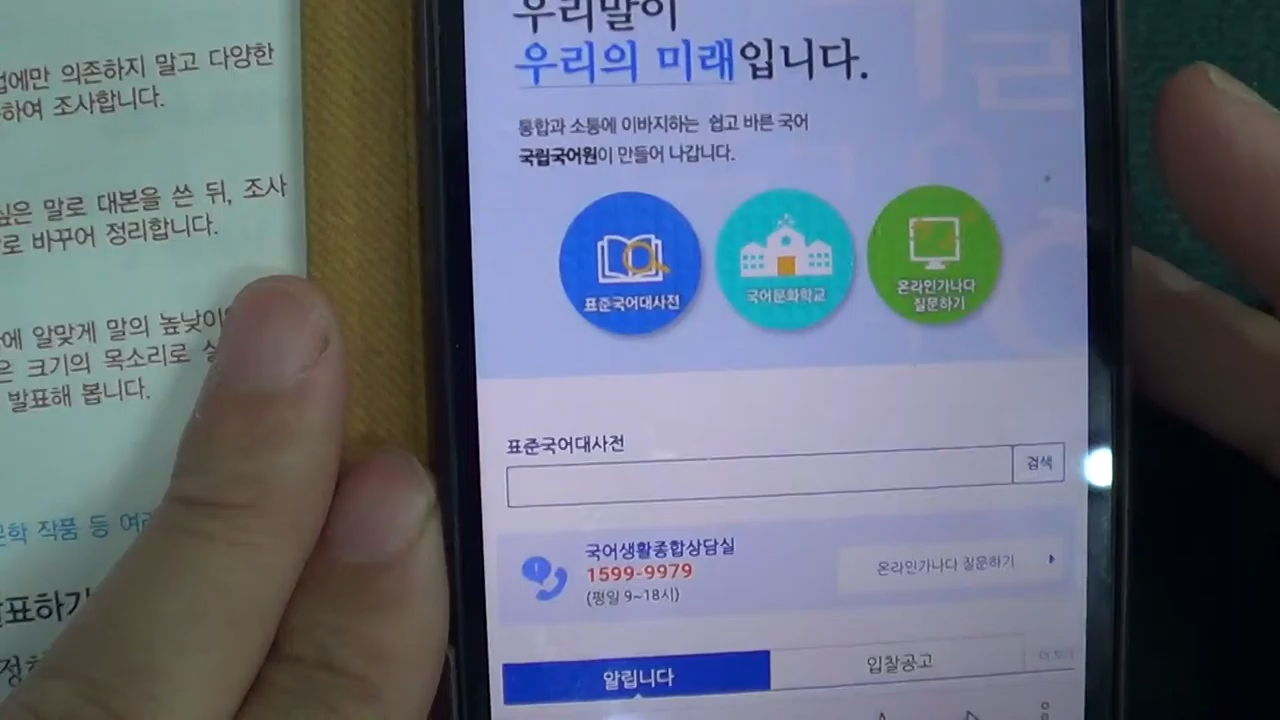 에만 의존하지 말고 다양한
하여 조사합니다.
은 말로 대본을 쓴 뒤, 조사
로 바꾸어 정리합니다.
에 알맞게 말의
은 크기의 목소리로
발표해 봅니다.
작품 등
우리말이
우리의 미래입니다.
통합과 소통에 이바지하는 쉽고 바른 국어
국립국어원이 만들어 나갑니다.
표준국어대사전
국어문화학교
온라인가나다
질문하기
표준국어대사전
검색
국어생활종합상담실
1599-9979
(평일 9~18시)
온라인가나다 질문하기
알립니다
입찰공고